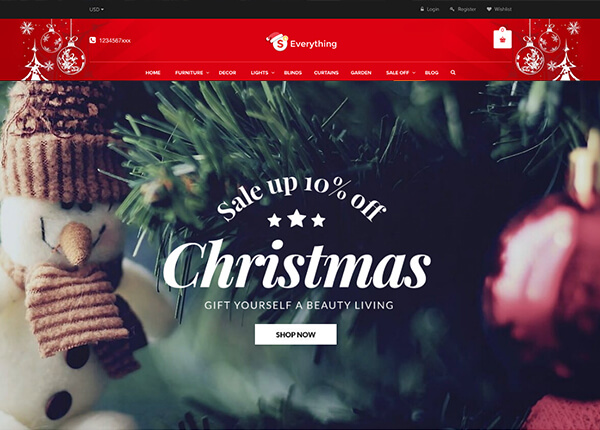 USD
Login Register Wishlist
1234567xxx
S Everything
0
HOME FURNITURE DECOR LIGHTS BLINDS CURTAINS GARDEN SALE OFF BLOG
Sale up 10% off
Christmas
GIFT YOURSELF A BEAUTY LIVING
SHOP NOW